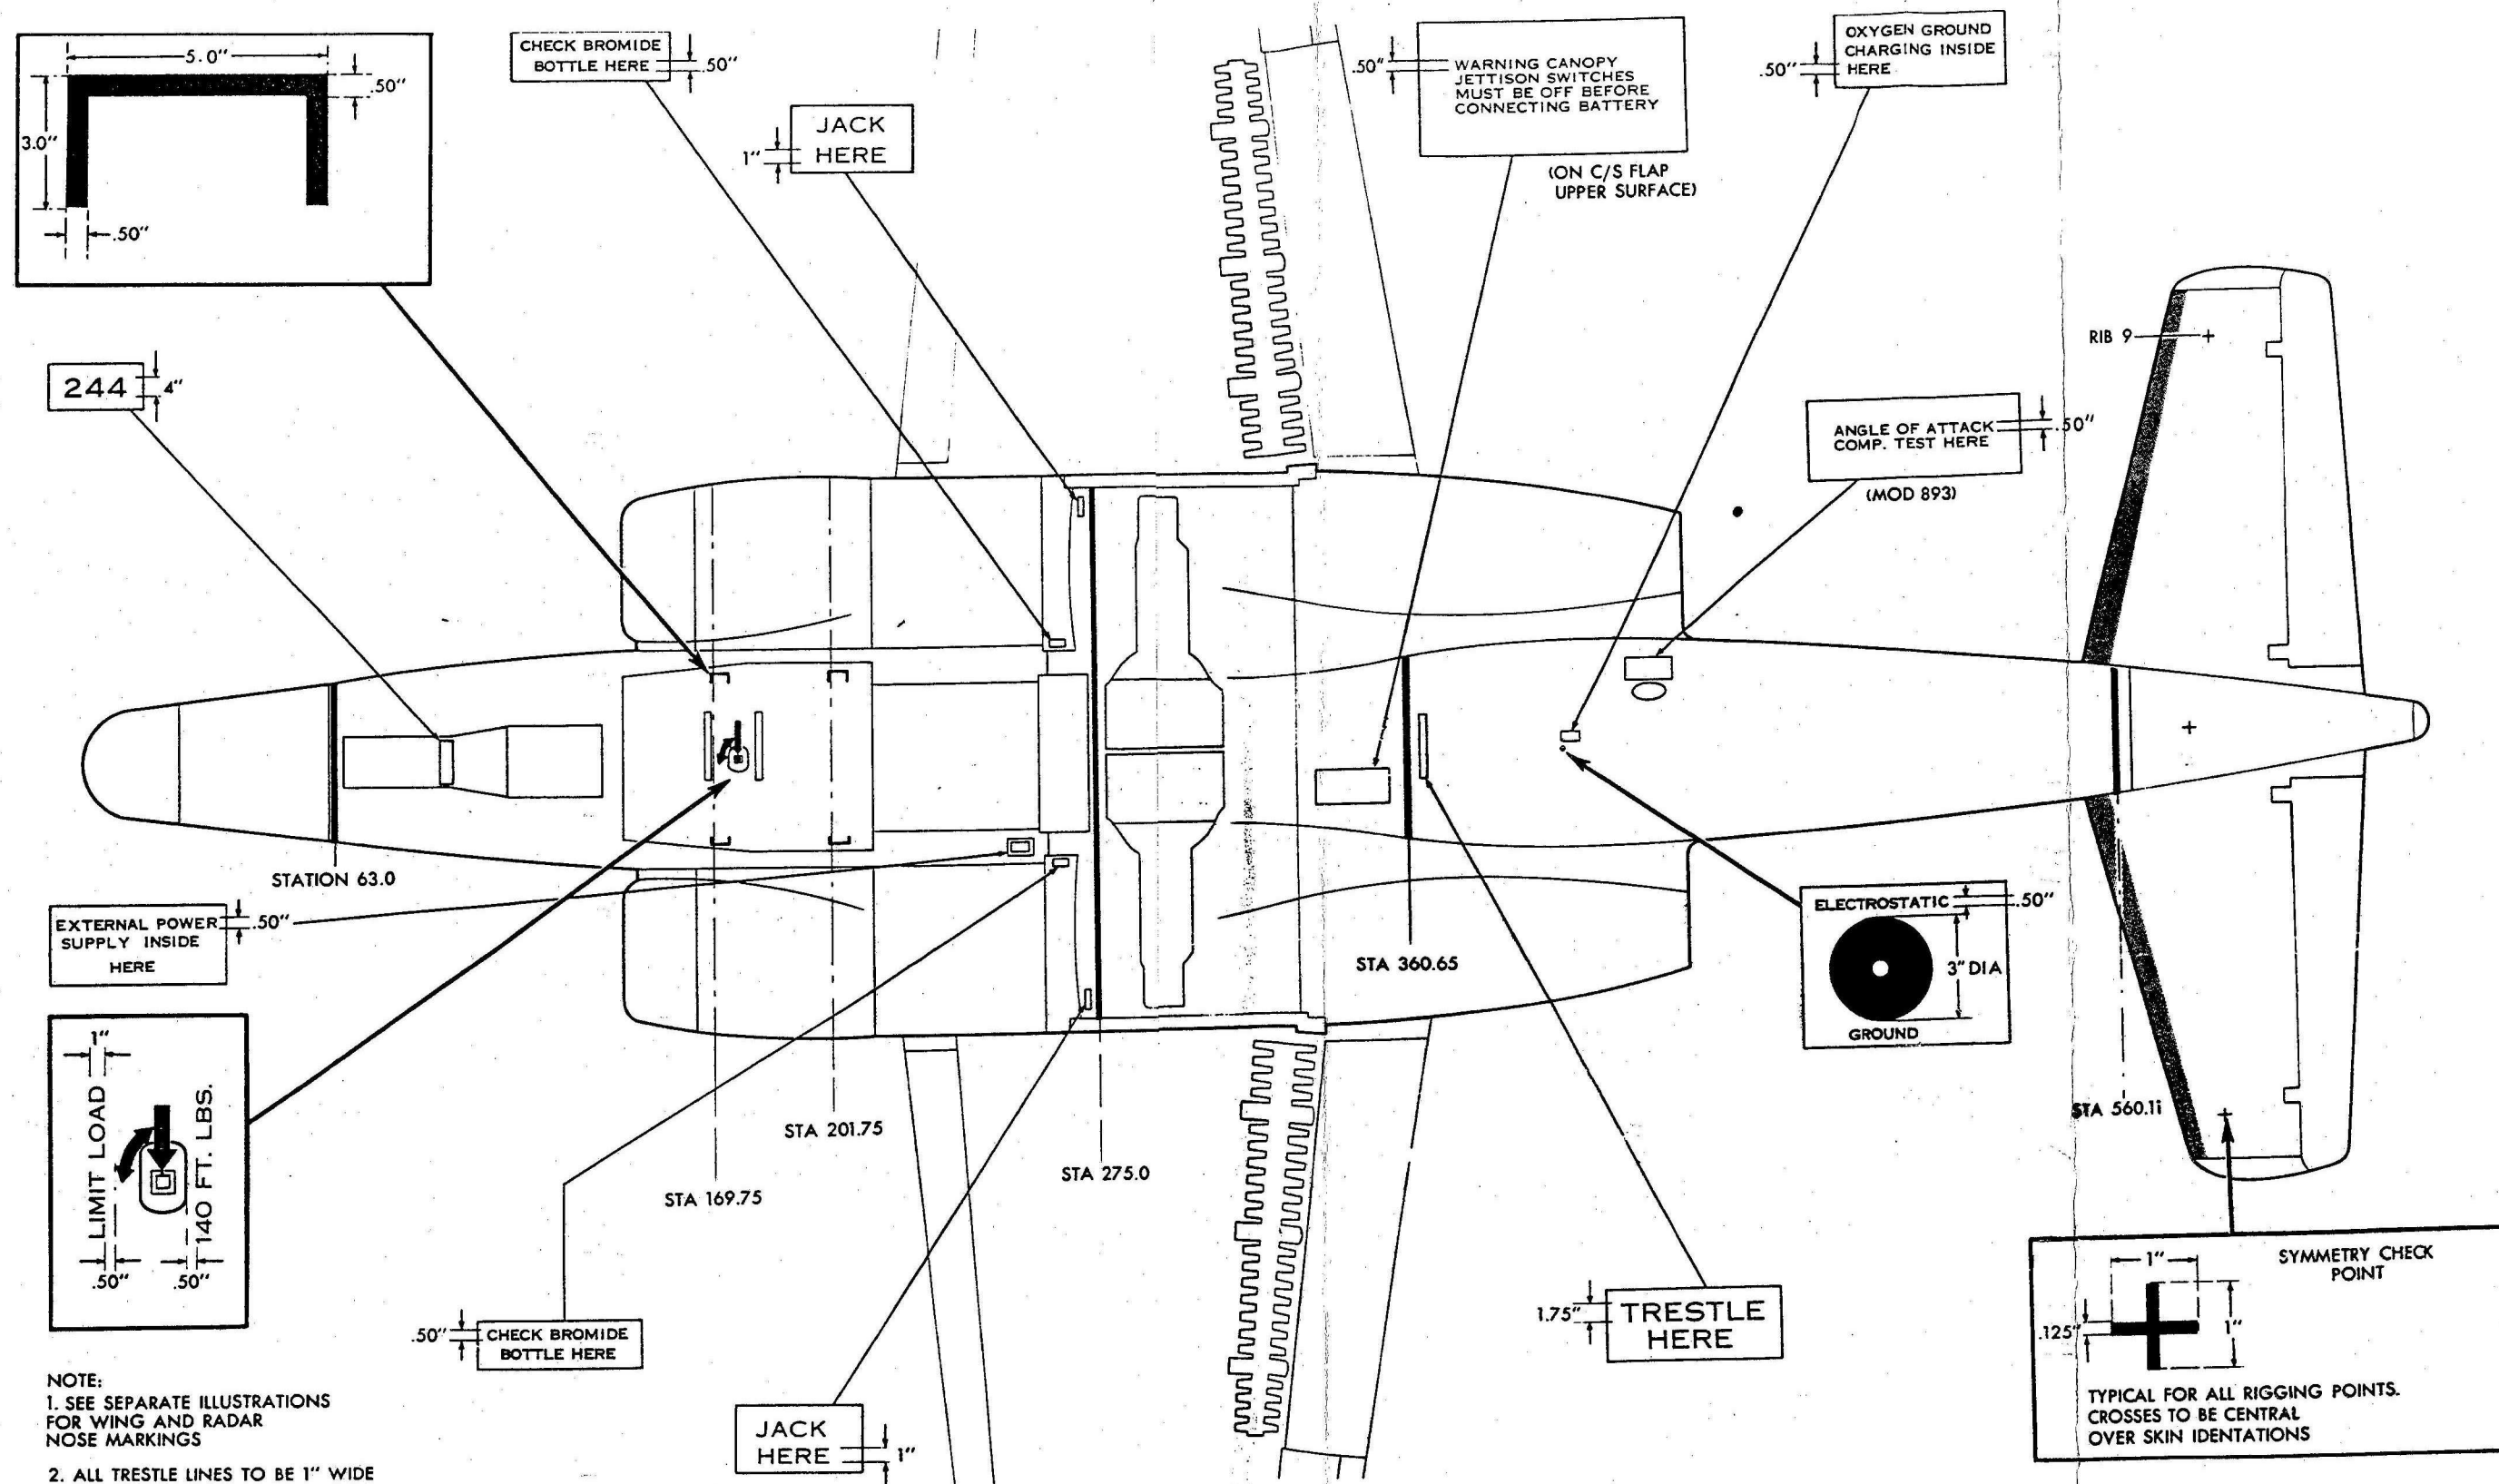 5.0"
.50"
3.0"
.50"
CHECK BROMIDE
BOTTLE HERE
.50"
JACK
HERE
1"
WARNING CANOPY
JETTISON SWITCHES
MUST BE OFF BEFORE
CONNECTING BATTERY
.50"
(ON C/S FLAP
UPPER SURFACE)
OXYGEN GROUND
CHARGING INSIDE
HERE
.50"
244
4"
RIB 9
ANGLE OF ATTACK
COMP. TEST HERE
.50"
(MOD 893)
STATION 63.0
EXTERNAL POWER
SUPPLY INSIDE
HERE
.50"
STA 360.65
ELECTROSTATIC
.50"
3" DIA
GROUND
1"
LIMIT LOAD
140 FT. LBS.
.50"
.50"
STA 201.75
STA 169.75
STA 275.0
STA 560.11
CHECK BROMIDE
BOTTLE HERE
.50"
JACK
HERE
1"
1.75"
TRESTLE
HERE
SYMMETRY CHECK
POINT
1"
1"
.125"
TYPICAL FOR ALL RIGGING POINTS.
CROSSES TO BE CENTRAL
OVER SKIN IDENTATIONS
NOTE:
1. SEE SEPARATE ILLUSTRATIONS
FOR WING AND RADAR
NOSE MARKINGS
2. ALL TRESTLE LINES TO BE 1" WIDE